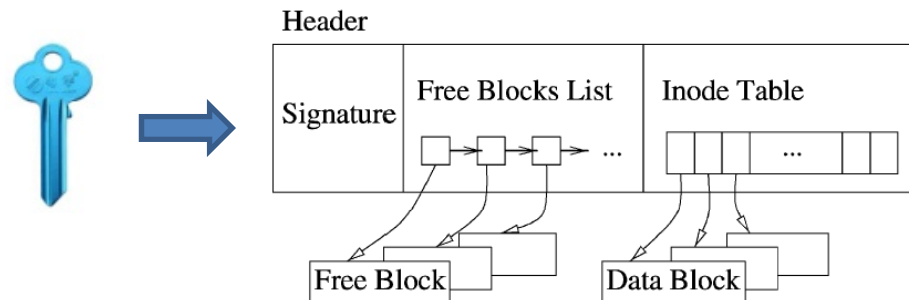 Header
Signature
Free Blocks List
Inode Table
...
...
Free Block
Data Block